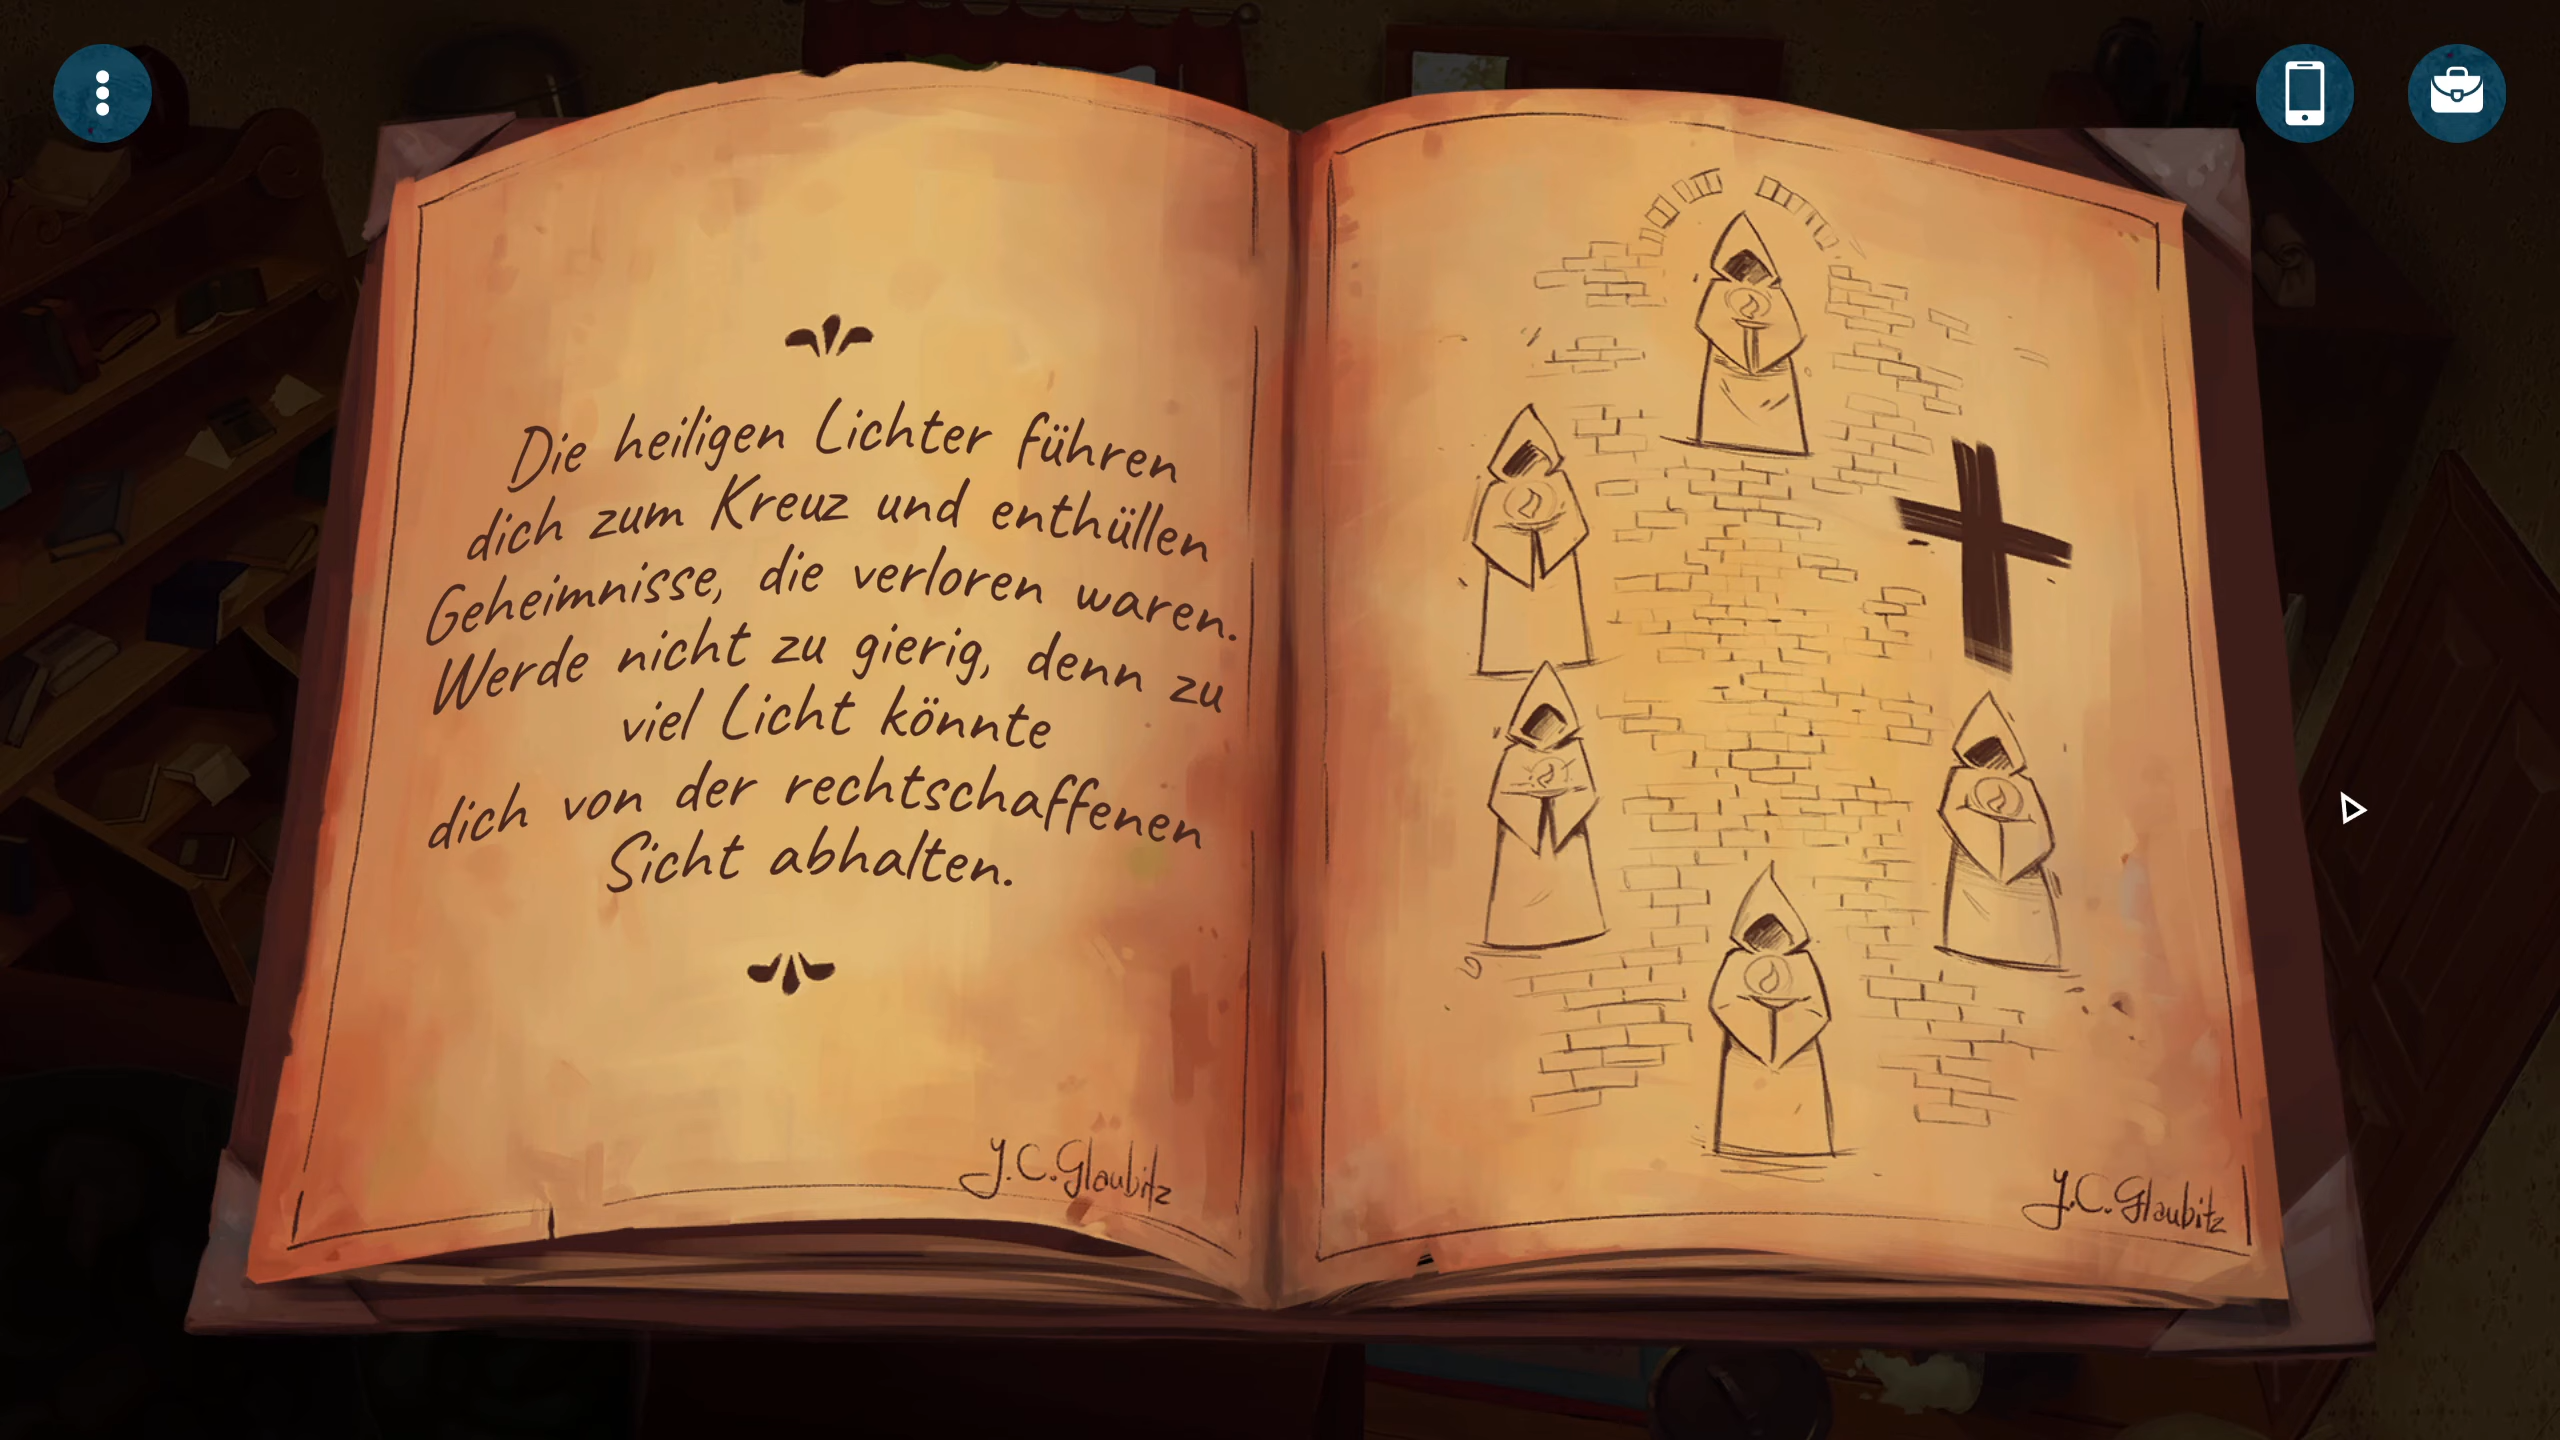 Die heiligen Lichter führen
dich zum Kreuz und enthüllen
Geheimnisse, die verloren waren.
Werde nicht zu gierig, denn zu
viel Licht könnte
dich von der rechtschaffenen
Sicht abhalten.
J.C.Glaubitz
J.C.Glaubitz